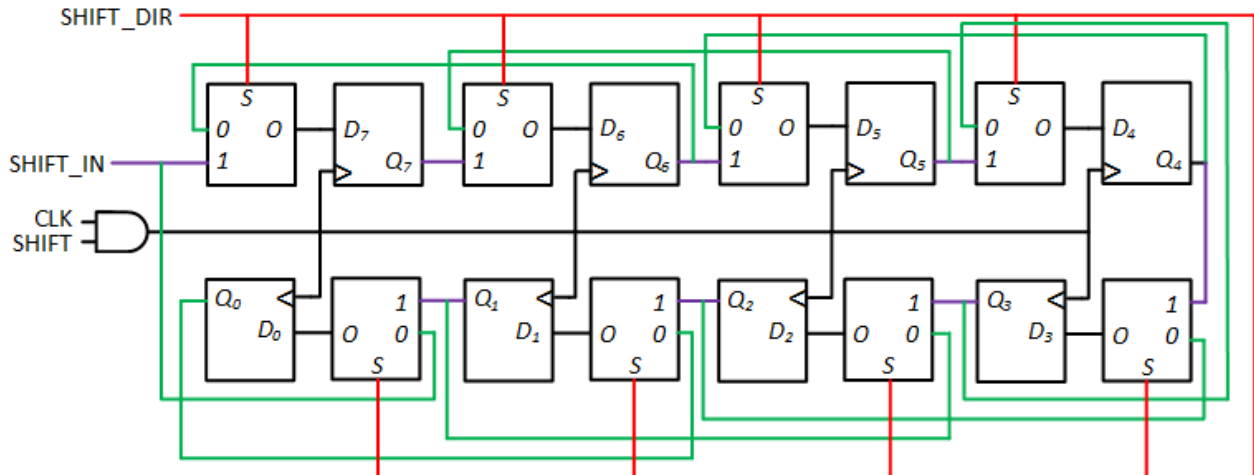 SHIFT_DIR
S S S S
0 O D₇ 0 O D₆ 0 O D₅ 0 O D₄
SHIFT_IN 1 Q₇ 1 Q₆ 1 Q₅ 1 Q₄
CLK
SHIFT
Q₀ 1 Q₁ 1 Q₂ 1 Q₃ 1
D₀ O 0 D₁ O 0 D₂ O 0 D₃ O 0
S S S S